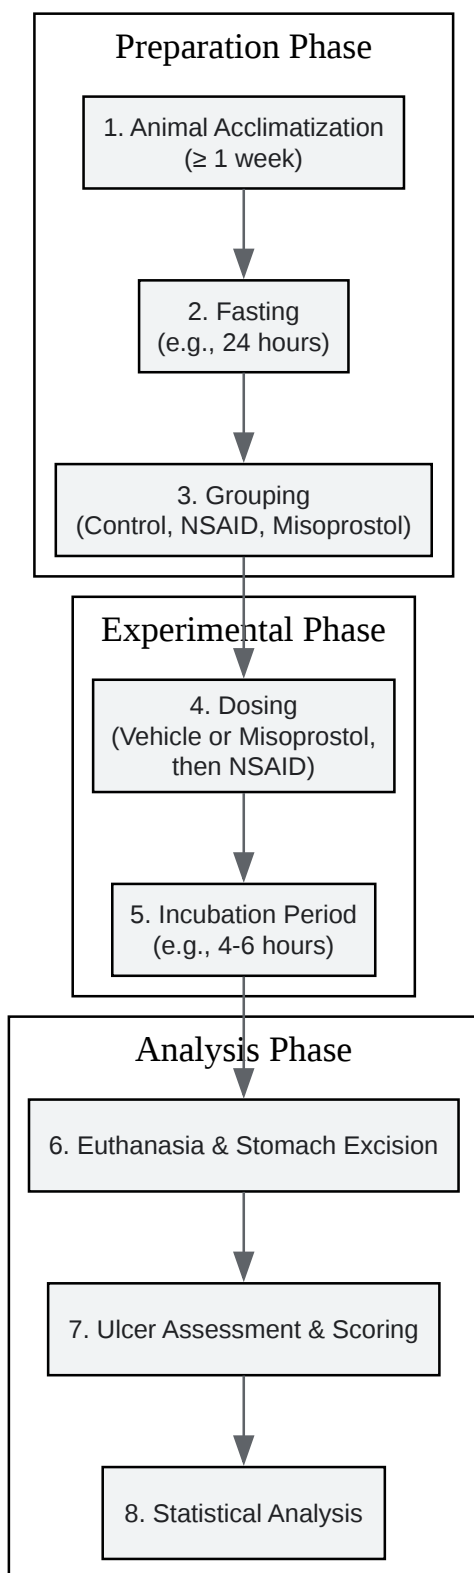 Preparation Phase
1. Animal Acclimatization
(≥ 1 week)
2. Fasting
(e.g., 24 hours)
3. Grouping
(Control, NSAID, Misoprostol)
Experimental Phase
4. Dosing
(Vehicle or Misoprostol,
then NSAID)
5. Incubation Period
(e.g., 4-6 hours)
Analysis Phase
6. Euthanasia & Stomach Excision
7. Ulcer Assessment & Scoring
8. Statistical Analysis